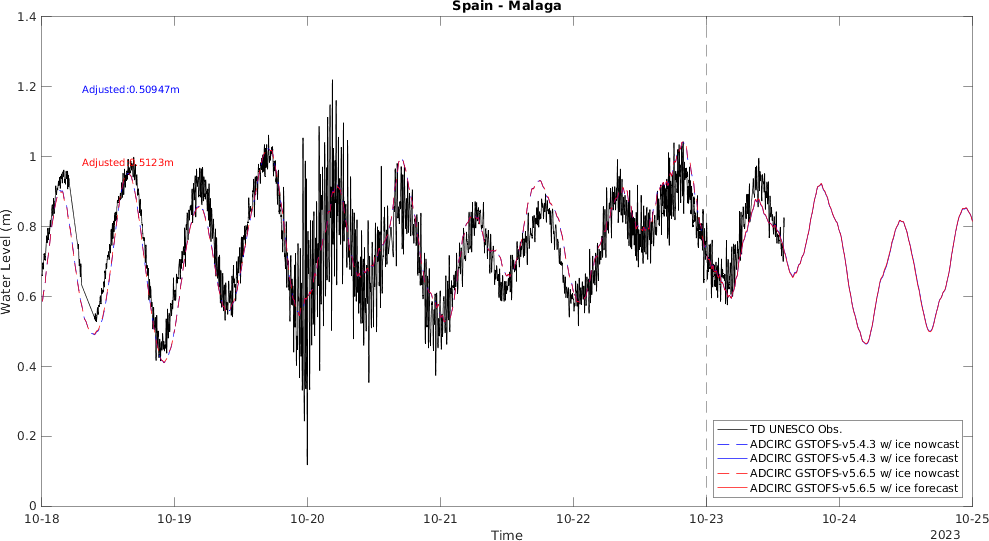 Spain - Malaga
1.4
1.2
1
0.8
0.6
0.4
0.2
0
Water Level (m)
Adjusted:0.50947m
Adjusted:0.5123m
TD UNESCO Obs.
ADCIRC GSTOFS-v5.4.3 w/ ice nowcast
ADCIRC GSTOFS-v5.4.3 w/ ice forecast
ADCIRC GSTOFS-v5.6.5 w/ ice nowcast
ADCIRC GSTOFS-v5.6.5 w/ ice forecast
10-18 10-19 10-20 10-21 10-22 10-23 10-24 10-25
Time
2023